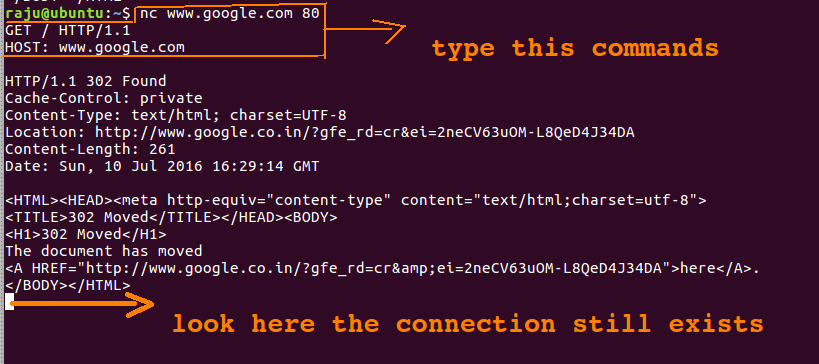 raju@ubuntu:~$ nc www.google.com 80
GET / HTTP/1.1
HOST: www.google.com
type this commands
HTTP/1.1 302 Found
Cache-Control: private
Content-Type: text/html; charset=UTF-8
Location: http://www.google.co.in/?gfe_rd=cr&ei=2neCV63uOM-L8QeD4J34DA
Content-Length: 261
Date: Sun, 10 Jul 2016 16:29:14 GMT
<HTML><HEAD><meta http-equiv="content-type" content="text/html;charset=utf-8">
<TITLE>302 Moved</TITLE></HEAD><BODY>
<H1>302 Moved</H1>
The document has moved
<A HREF="http://www.google.co.in/?gfe_rd=cr&amp;ei=2neCV63uOM-L8QeD4J34DA">here</A>.
</BODY></HTML>
look here the connection still exists